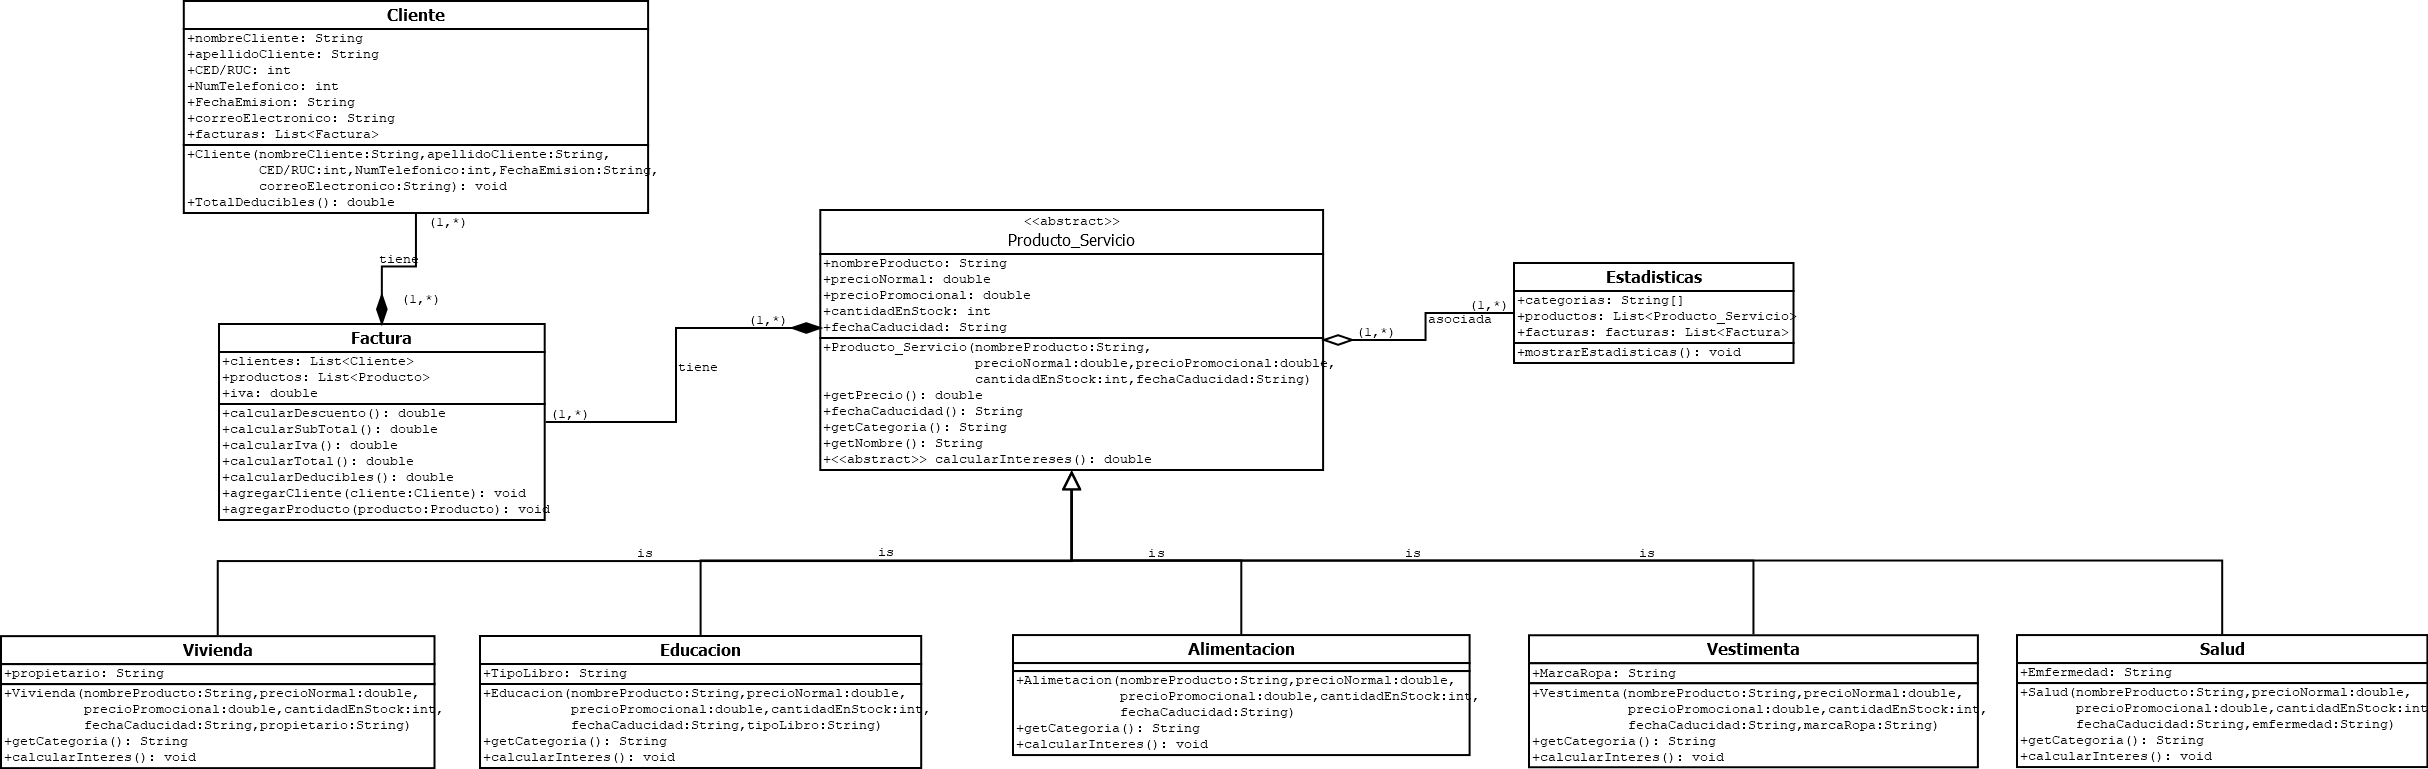 Cliente
+nombreCliente: String
+apellidoCliente: String
+CED/RUC: int
+NumTelefonico: int
+FechaEmision: String
+correoElectronico: String
+facturas: List<Factura>
+Cliente(nombreCliente:String,apellidoCliente:String,
CED/RUC:int,NumTelefonico:int,FechaEmision:String,
correoElectronico:String): void
+TotalDeducibles(): double
(1,*)
tiene
(1,*)
Factura
+clientes: List<Cliente>
+productos: List<Producto>
+iva: double
+calcularDescuento(): double
+calcularSubTotal(): double
+calcularIva(): double
+calcularTotal(): double
+calcularDeducibles(): double
+agregarCliente(cliente:Cliente): void
+agregarProducto(producto:Producto): void
(1,*)
tiene
(1,*)
<<abstract>>
Producto_Servicio
+nombreProducto: String
+precioNormal: double
+precioPromocional: double
+cantidadEnStock: int
+fechaCaducidad: String
+Producto_Servicio(nombreProducto:String,
precioNormal:double,precioPromocional:double,
cantidadEnStock:int,fechaCaducidad:String)
+getPrecio(): double
+fechaCaducidad(): String
+getCategoria(): String
+getNombre(): String
+<<abstract>> calcularIntereses(): double
(1,*)
asociada
(1,*)
Estadisticas
+categorias: String[]
+productos: List<Producto_Servicio>
+facturas: facturas: List<Factura>
+mostrarEstadisticas(): void
is
is
is
is
is
Vivienda
+propietario: String
+Vivienda(nombreProducto:String,precioNormal:double,
precioPromocional:double,cantidadEnStock:int,
fechaCaducidad:String,propietario:String)
+getCategoria(): String
+calcularInteres(): void
Educacion
+TipoLibro: String
+Educacion(nombreProducto:String,precioNormal:double,
precioPromocional:double,cantidadEnStock:int,
fechaCaducidad:String,tipoLibro:String)
+getCategoria(): String
+calcularInteres(): void
Alimentacion
+Alimetacion(nombreProducto:String,precioNormal:double,
precioPromocional:double,cantidadEnStock:int,
fechaCaducidad:String)
+getCategoria(): String
+calcularInteres(): void
Vestimenta
+MarcaRopa: String
+Vestimenta(nombreProducto:String,precioNormal:double,
precioPromocional:double,cantidadEnStock:int,
fechaCaducidad:String,marcaRopa:String)
+getCategoria(): String
+calcularInteres(): void
Salud
+Emfermedad: String
+Salud(nombreProducto:String,precioNormal:double,
precioPromocional:double,cantidadEnStock:int
fechaCaducidad:String,emfermedad:String)
+getCategoria(): String
+calcularInteres(): void